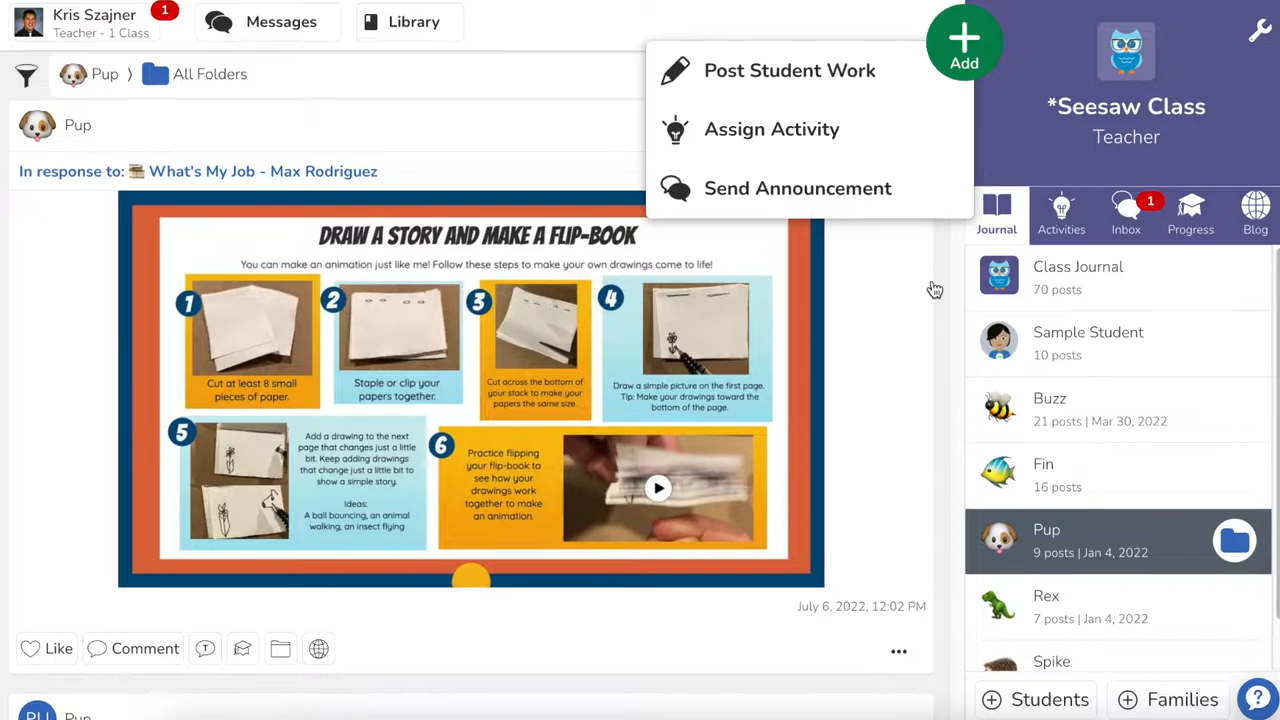 Kris Szajner
Teacher - 1 Class
1
Messages
Library
Add
Post Student Work
Assign Activity
Send Announcement
*Seesaw Class
Teacher
Pup ⟩ All Folders
Pup
In response to: What's My Job - Max Rodriguez
Journal
Activities
Inbox
1
Progress
Blog
DRAW A STORY AND MAKE A FLIP-BOOK
You can make an animation just like me! Follow these steps to make your own drawings come to life!
1
Cut at least 8 small
pieces of paper.
2
Staple or clip your
papers together.
3
Cut across the bottom of
your stack to make your
papers the same size.
4
Draw a simple picture on the first page.
Tip: Make your drawings toward the
bottom of the page.
5
Add a drawing to the next
page that changes just a little
bit. Keep adding drawings
that change just a little bit to
show a simple story.
Ideas:
A ball bouncing, an animal
walking, an insect flying
6
Practice flipping
your flip-book to
see how your
drawings work
together to make
an animation.
July 6, 2022, 12:02 PM
Like
Comment
T
Pup
Class Journal
70 posts
Sample Student
10 posts
Buzz
21 posts | Mar 30, 2022
Fin
16 posts
Pup
9 posts | Jan 4, 2022
Rex
7 posts | Jan 4, 2022
Spike
Students
Families
?